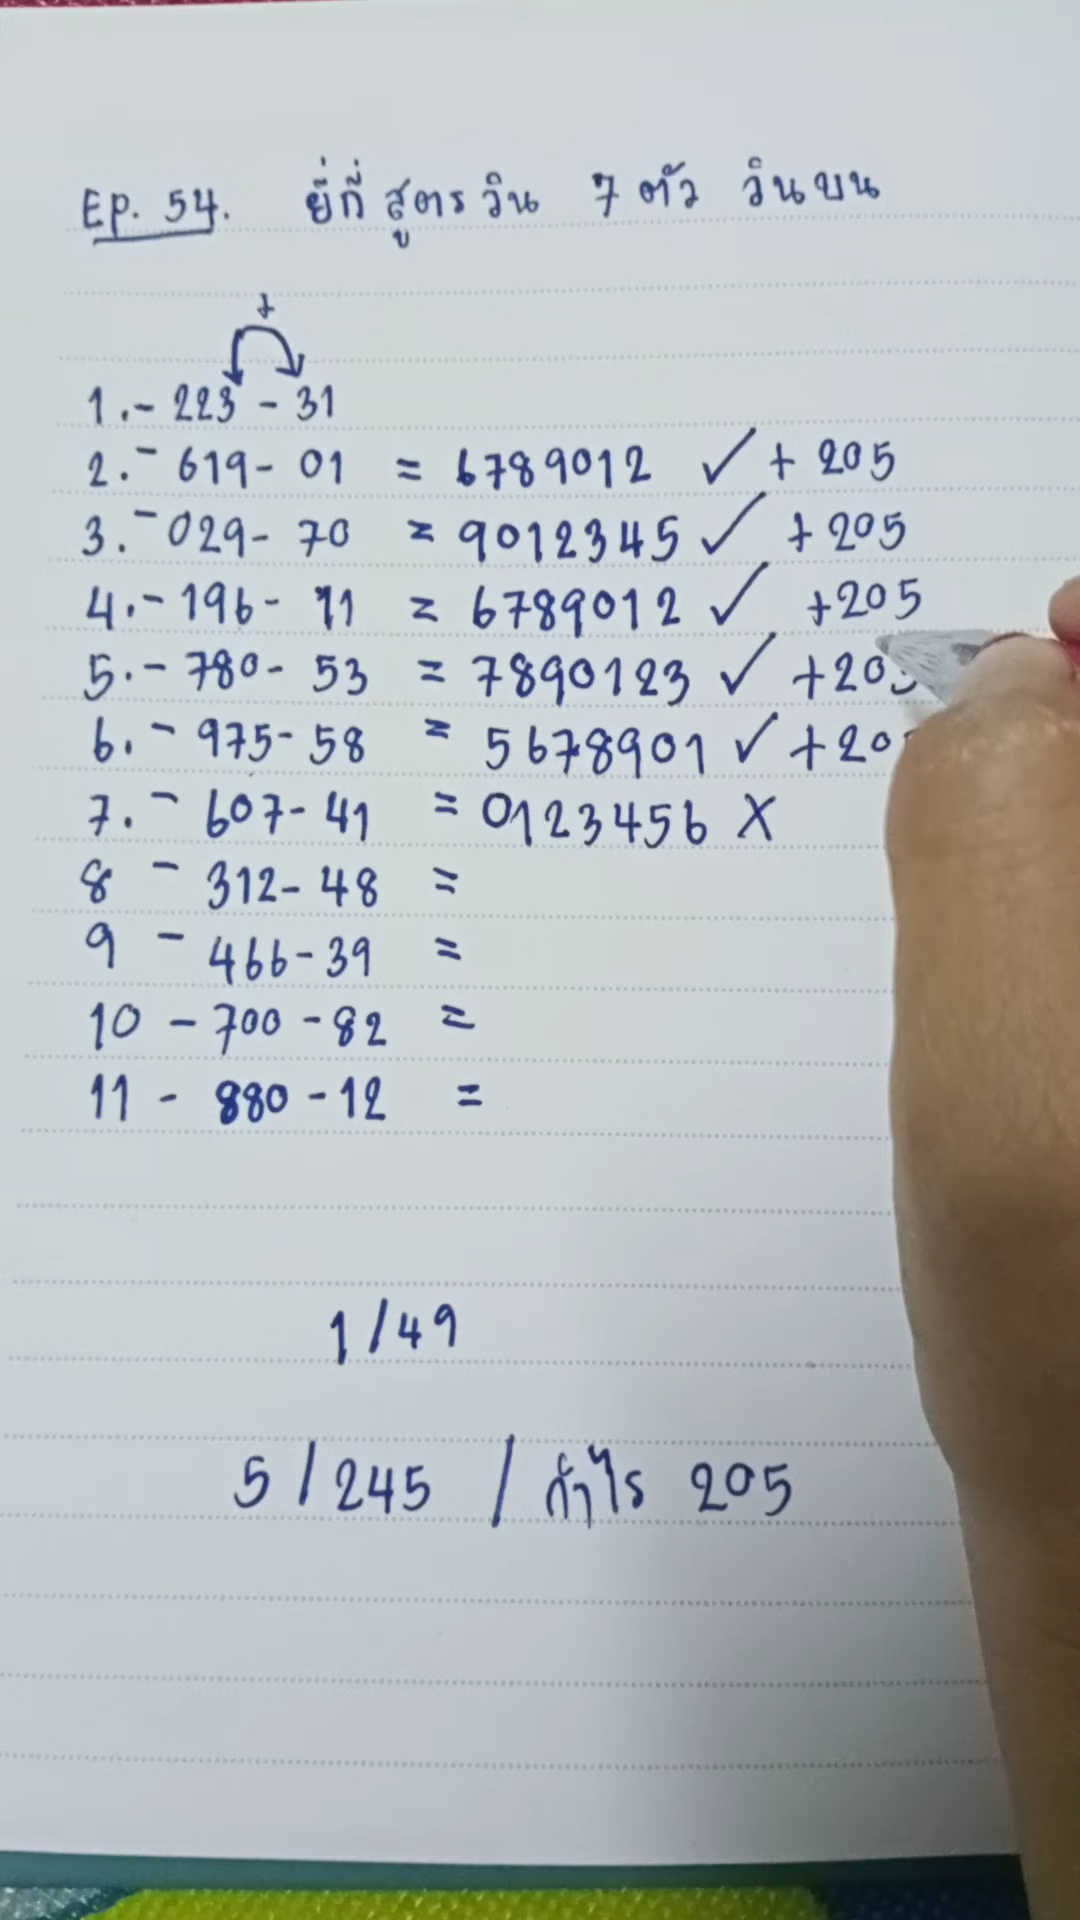 Ep. 54. ยี่กี่ สูตรวิน 7 ตัว วินบน
+
1.- 223 - 31
2.- 619 - 01 = 6789012 ✓ + 205
3.- 029 - 70 = 9012345 ✓ + 205
4.- 196 - 11 = 6789012 ✓ +205
5.- 780 - 53 = 7890123 ✓ +205
6.- 975 - 58 = 5678901 ✓ +20
7.- 607 - 41 = 0123456 X
8 - 312 - 48 =
9 - 466 - 39 =
10 - 700 - 82 =
11 - 880 - 12 =
1/49
5/245 / กำไร 205